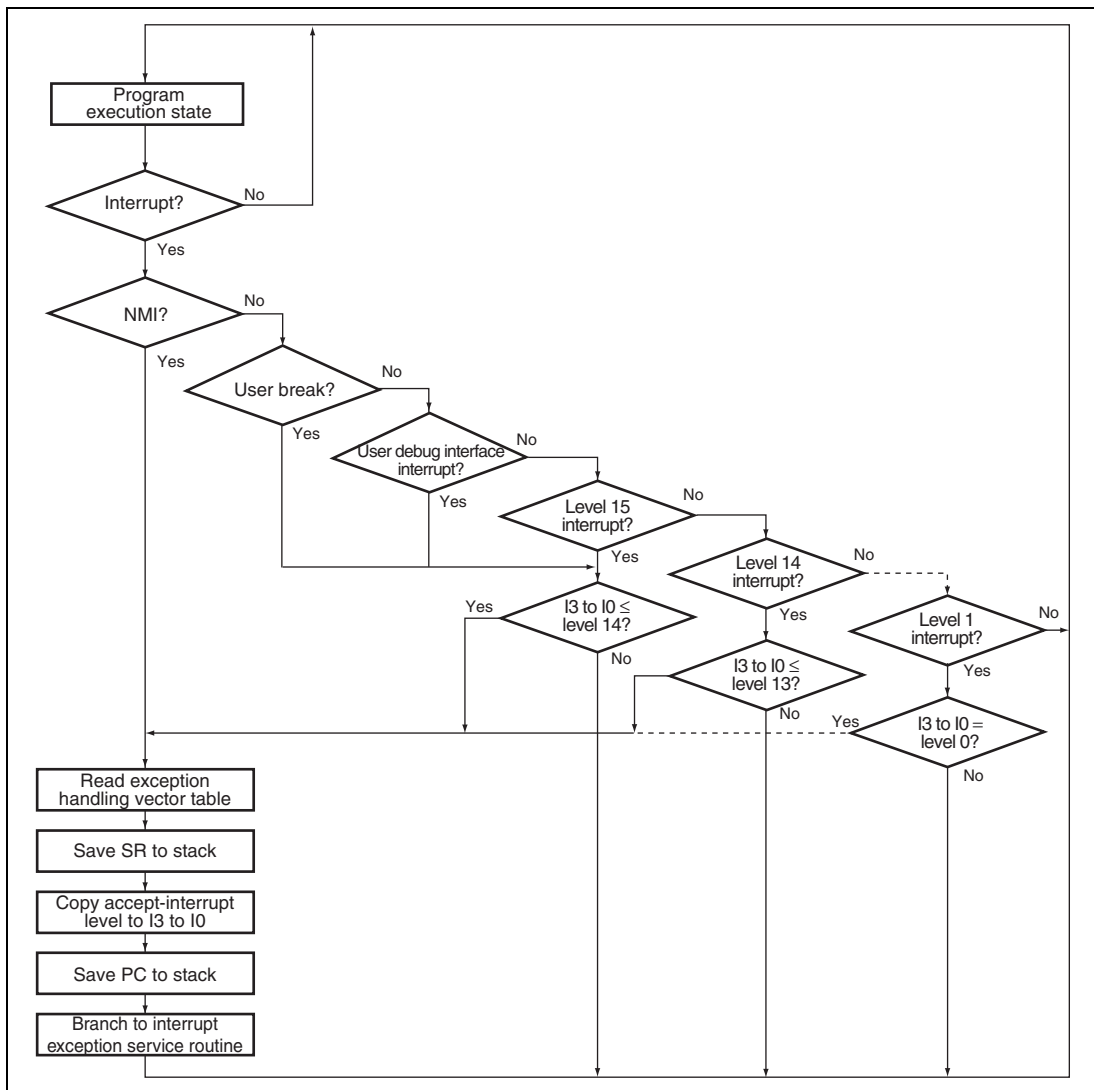 Program
execution state
Interrupt?
No
Yes
NMI?
No
Yes
User break?
No
Yes
User debug interface
interrupt?
No
Yes
Level 15
interrupt?
No
Yes
Level 14
interrupt?
No
Yes
Level 1
interrupt?
No
Yes
I3 to I0 ≤
level 14?
Yes
No
I3 to I0 ≦
level 13?
No
Yes
I3 to I0 =
level 0?
No
Read exception
handling vector table
Save SR to stack
Copy accept-interrupt
level to I3 to I0
Save PC to stack
Branch to interrupt
exception service routine